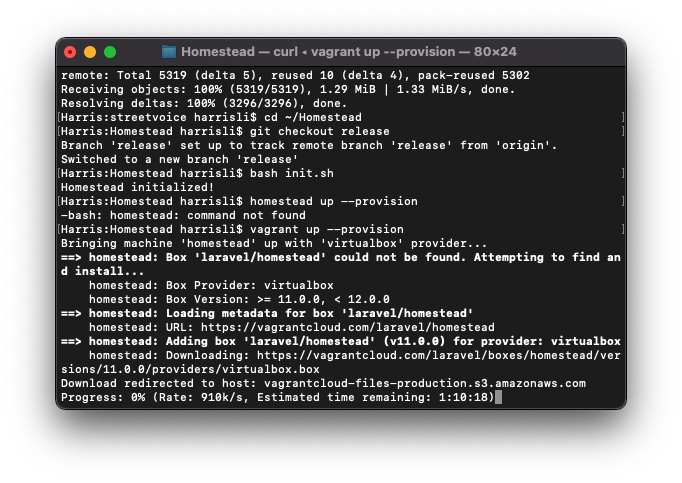 Homestead — curl ◂ vagrant up --provision — 80×24
remote: Total 5319 (delta 5), reused 10 (delta 4), pack-reused 5302
Receiving objects: 100% (5319/5319), 1.29 MiB | 1.33 MiB/s, done.
Resolving deltas: 100% (3296/3296), done.
[Harris:streetvoice harrisli$ cd ~/Homestead ]
[Harris:Homestead harrisli$ git checkout release ]
Branch 'release' set up to track remote branch 'release' from 'origin'.
Switched to a new branch 'release'
[Harris:Homestead harrisli$ bash init.sh ]
Homestead initialized!
[Harris:Homestead harrisli$ homestead up --provision ]
-bash: homestead: command not found
[Harris:Homestead harrisli$ vagrant up --provision ]
Bringing machine 'homestead' up with 'virtualbox' provider...
==> homestead: Box 'laravel/homestead' could not be found. Attempting to find an
d install...
    homestead: Box Provider: virtualbox
    homestead: Box Version: >= 11.0.0, < 12.0.0
==> homestead: Loading metadata for box 'laravel/homestead'
    homestead: URL: https://vagrantcloud.com/laravel/homestead
==> homestead: Adding box 'laravel/homestead' (v11.0.0) for provider: virtualbox
    homestead: Downloading: https://vagrantcloud.com/laravel/boxes/homestead/ver
sions/11.0.0/providers/virtualbox.box
Download redirected to host: vagrantcloud-files-production.s3.amazonaws.com
Progress: 0% (Rate: 910k/s, Estimated time remaining: 1:10:18)